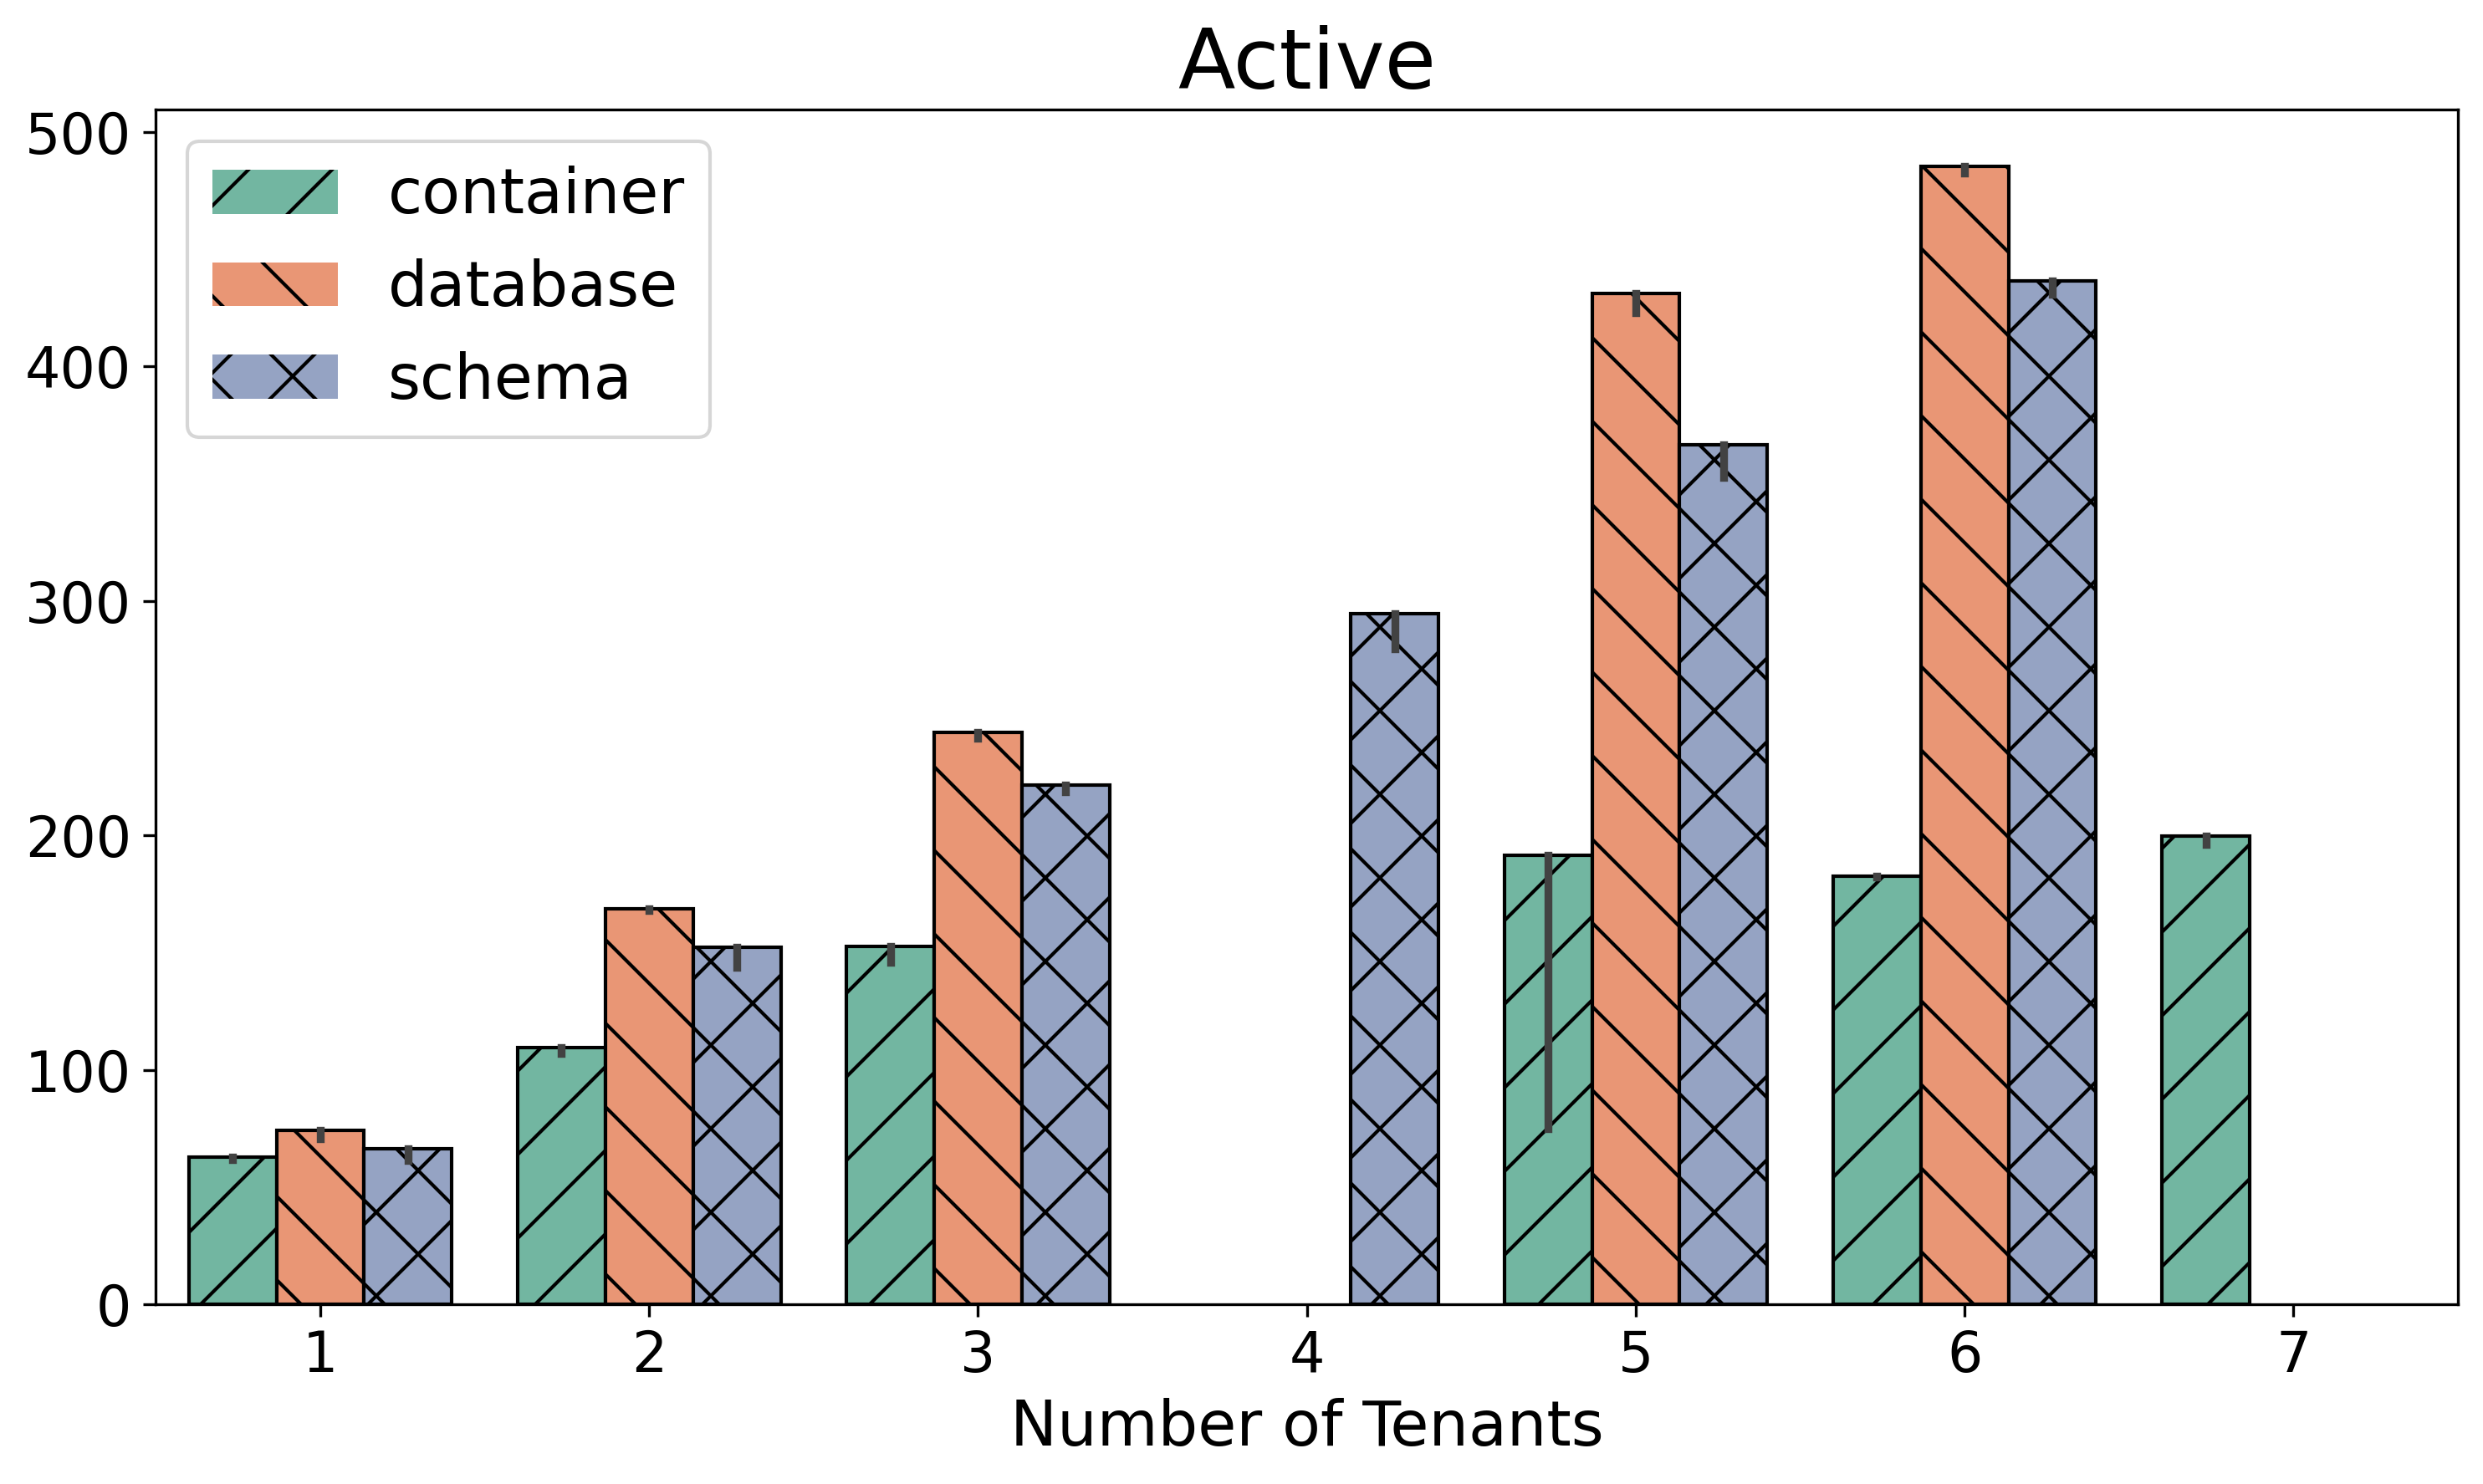 Active
500
400
300
200
100
0
container
database
schema
1 2 3 4 5 6 7
Number of Tenants